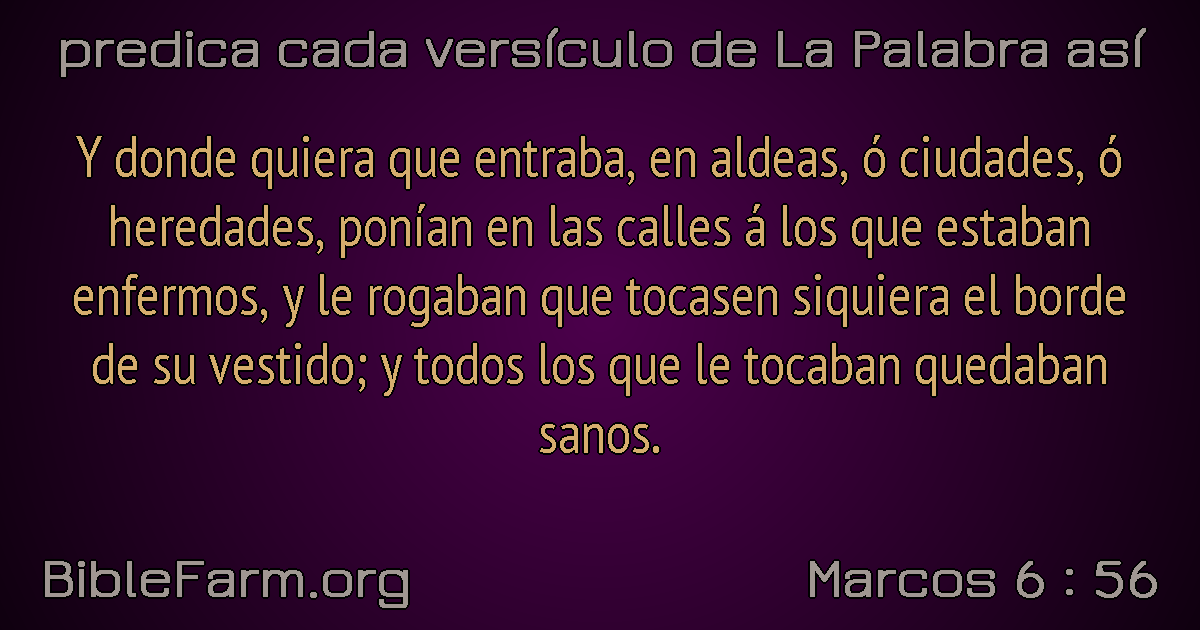 predica cada versículo de La Palabra así
Y donde quiera que entraba, en aldeas, ó ciudades, ó
heredades, ponían en las calles á los que estaban
enfermos, y le rogaban que tocasen siquiera el borde
de su vestido; y todos los que le tocaban quedaban
sanos.
BibleFarm.org
Marcos 6 : 56